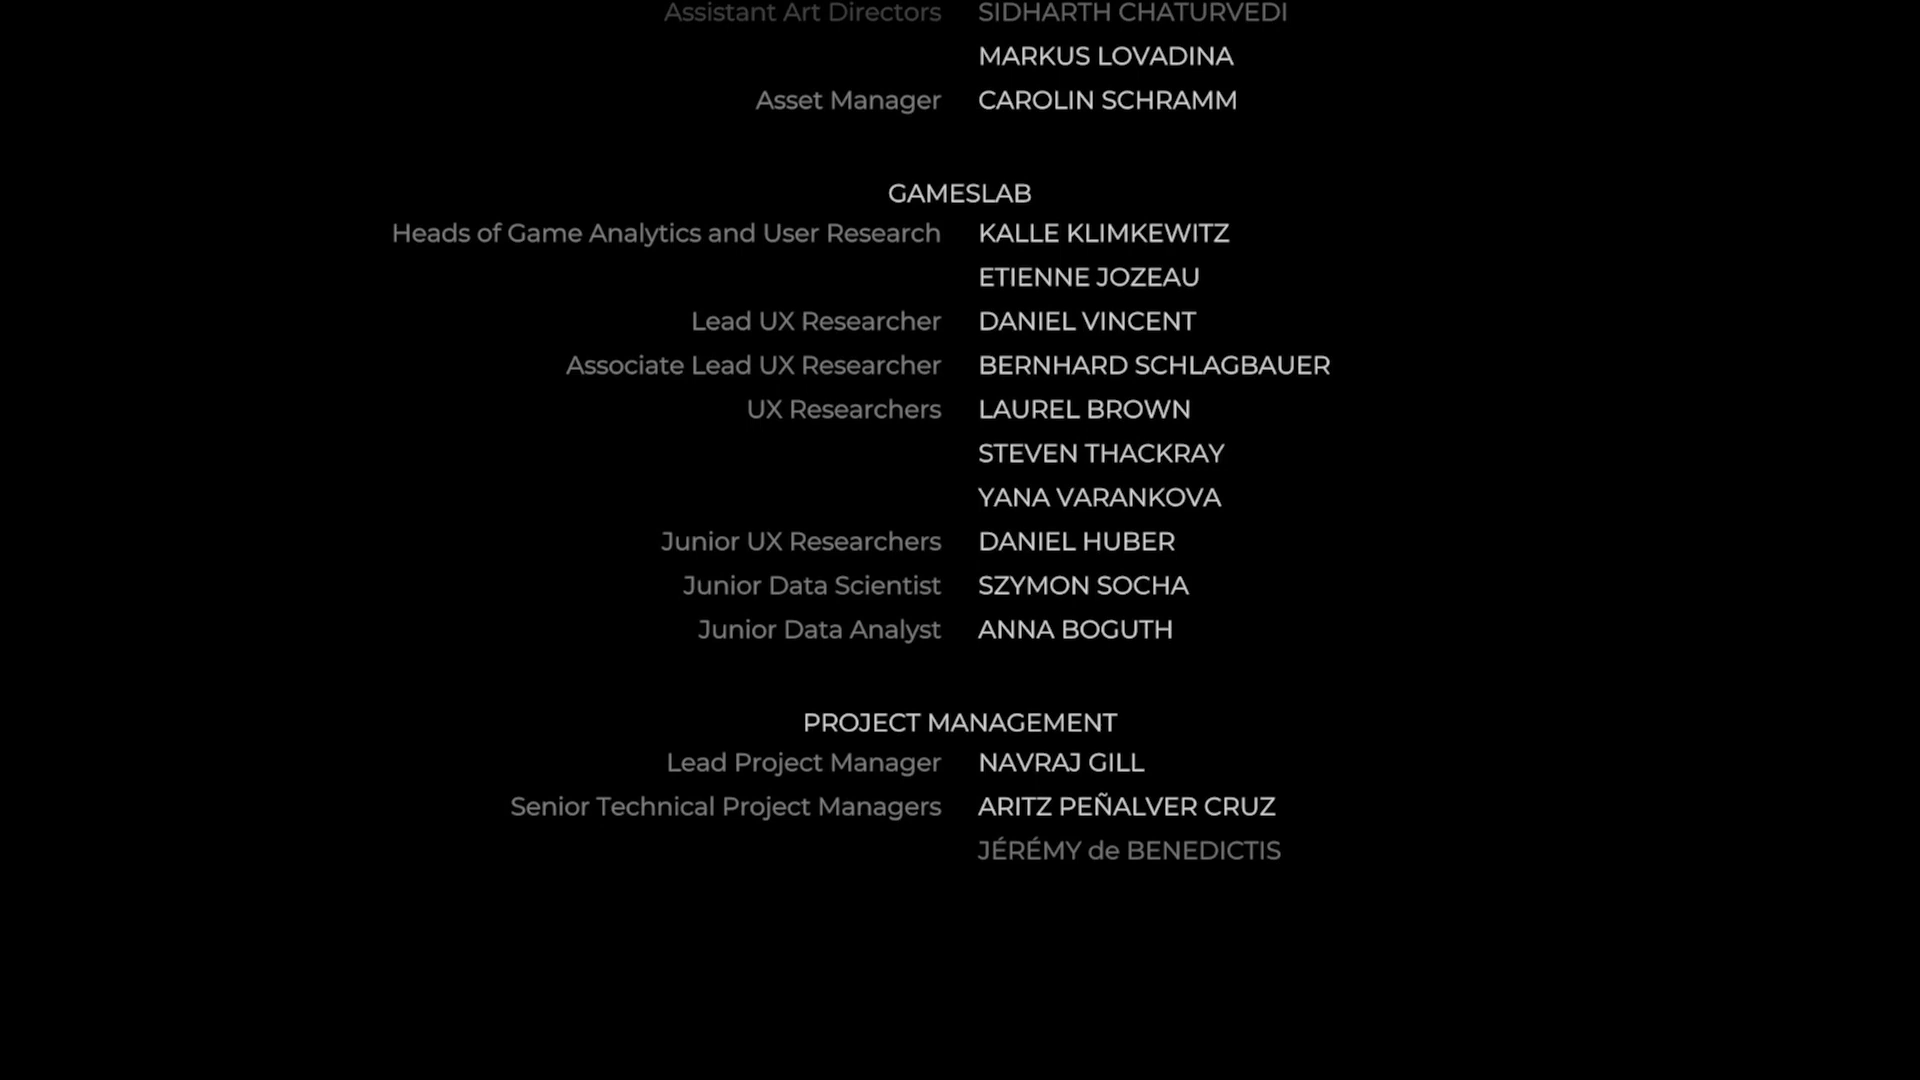 Assistant Art Directors SIDHARTH CHATURVEDI
MARKUS LOVADINA
Asset Manager CAROLIN SCHRAMM
GAMESLAB
Heads of Game Analytics and User Research KALLE KLIMKEWITZ
ETIENNE JOZEAU
Lead UX Researcher DANIEL VINCENT
Associate Lead UX Researcher BERNHARD SCHLAGBAUER
UX Researchers LAUREL BROWN
STEVEN THACKRAY
YANA VARANKOVA
Junior UX Researchers DANIEL HUBER
Junior Data Scientist SZYMON SOCHA
Junior Data Analyst ANNA BOGUTH
PROJECT MANAGEMENT
Lead Project Manager NAVRAJ GILL
Senior Technical Project Managers ARITZ PEÑALVER CRUZ
JÉRÉMY de BENEDICTIS